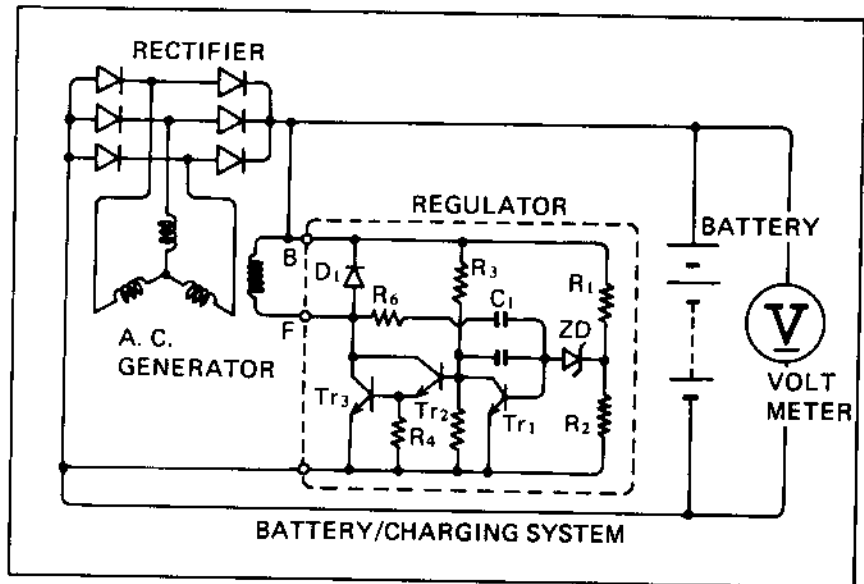 RECTIFIER
REGULATOR
BATTERY
B
D₁
R₃
R₁
R₆
C₁
ZD
F
A. C.
GENERATOR
V
VOLT
METER
Tr₃
Tr₂
R₄
Tr₁
R₂
BATTERY/CHARGING SYSTEM